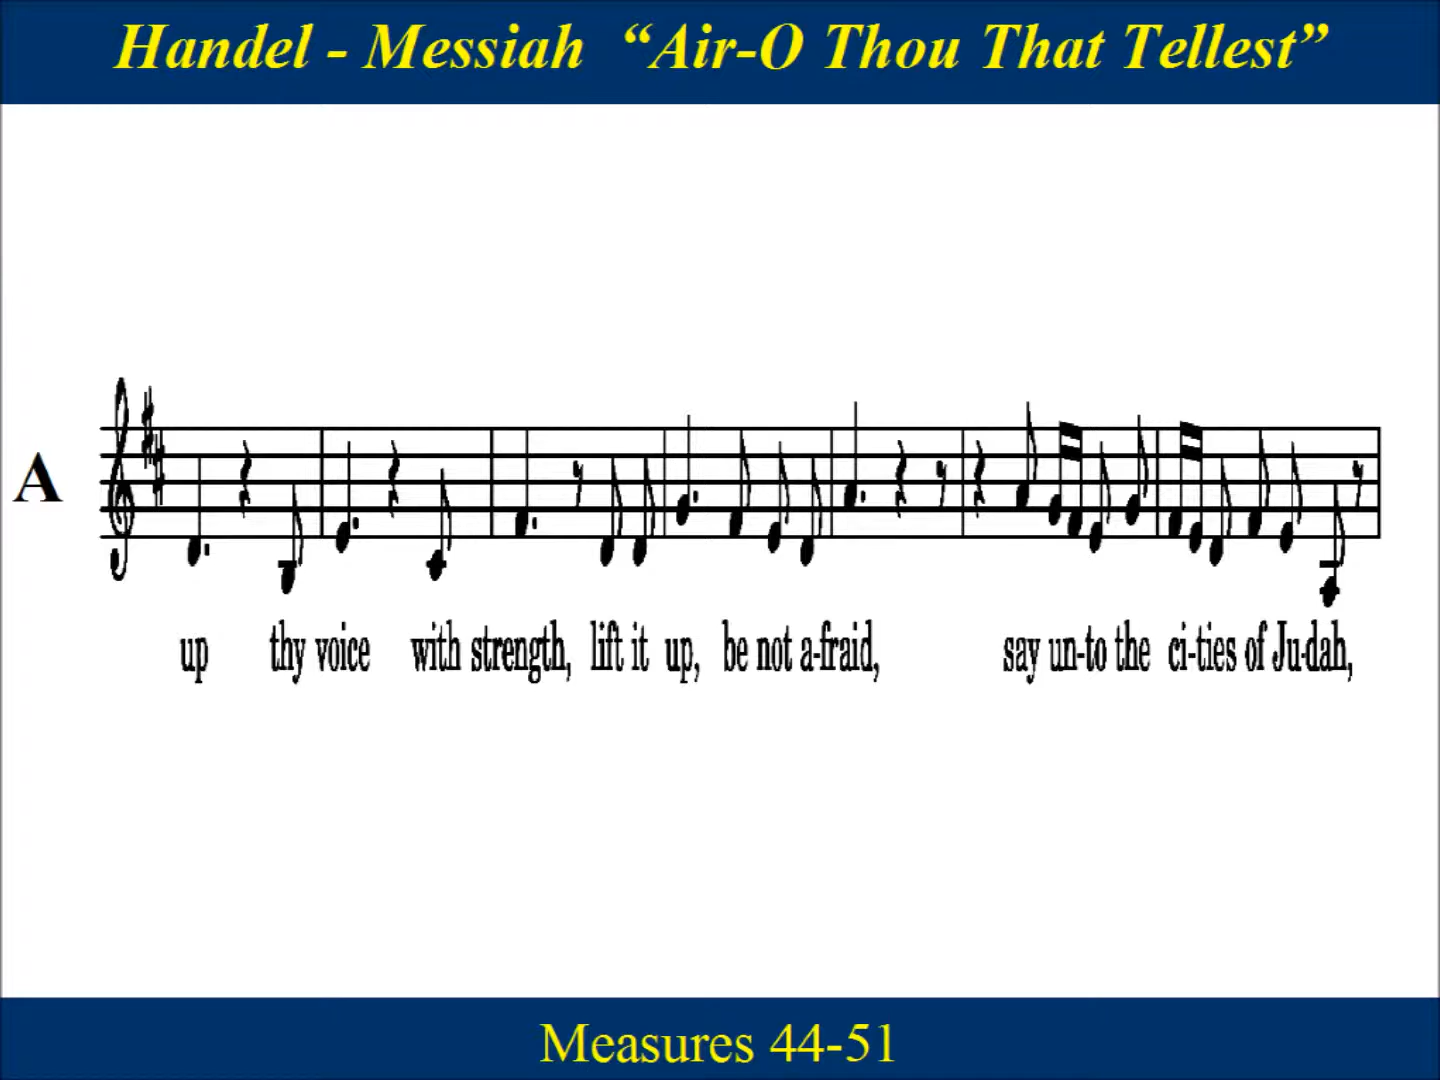 Handel - Messiah “Air-O Thou That Tellest”
A
up thy voice with strength, lift it up, be not a-fraid, say un-to the ci-ties of Ju-dah,
Measures 44-51